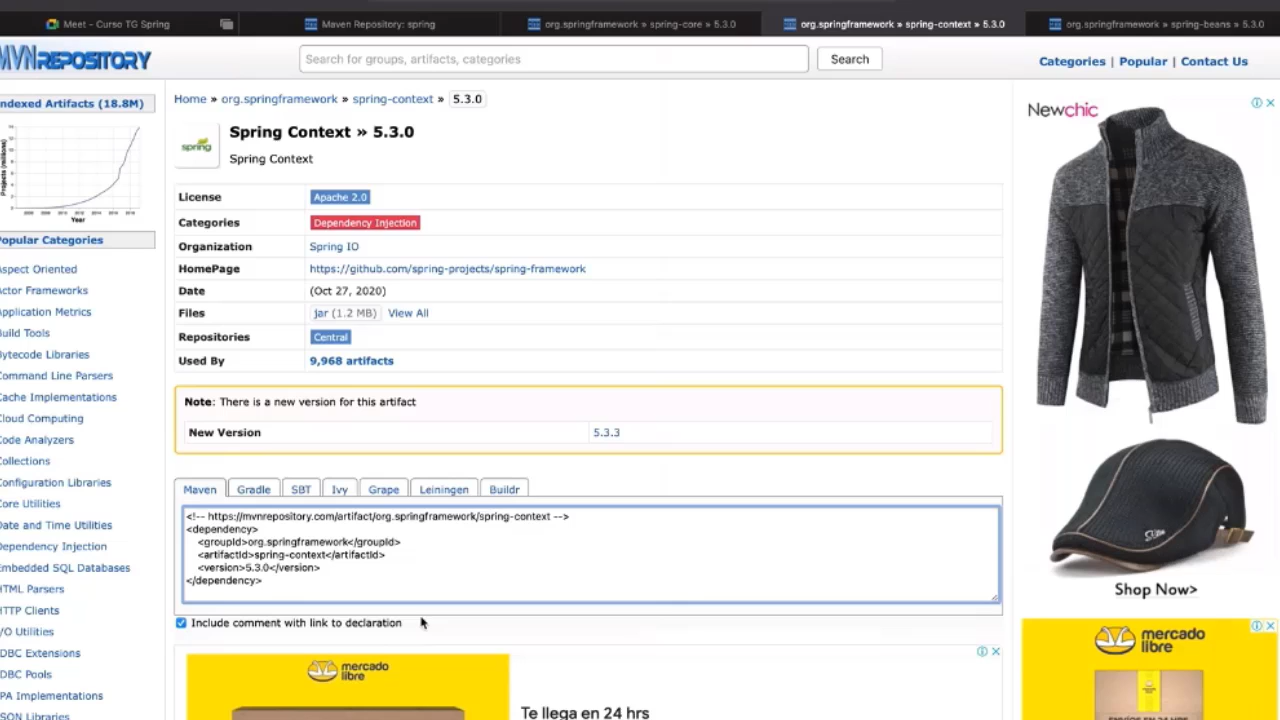 Meet - Curso TG Spring
Maven Repository: spring
org.springframework » spring-core » 5.3.0
org.springframework » spring-context » 5.3.0
org.springframework » spring-beans » 5.3.0
MVNREPOSITORY
Search for groups, artifacts, categories
Search
Categories | Popular | Contact Us
ndexed Artifacts (18.8M)
Projects (millions)
Year
Popular Categories
Aspect Oriented
Actor Frameworks
Application Metrics
Build Tools
Bytecode Libraries
Command Line Parsers
Cache Implementations
Cloud Computing
Code Analyzers
Collections
Configuration Libraries
Core Utilities
Date and Time Utilities
Dependency Injection
Embedded SQL Databases
HTML Parsers
HTTP Clients
I/O Utilities
JDBC Extensions
JDBC Pools
JPA Implementations
JSON Libraries
Home » org.springframework » spring-context » 5.3.0
spring
Spring Context » 5.3.0
Spring Context
License
Apache 2.0
Categories
Dependency Injection
Organization
Spring IO
HomePage
https://github.com/spring-projects/spring-framework
Date
(Oct 27, 2020)
Files
jar (1.2 MB) View All
Repositories
Central
Used By
9,968 artifacts
Note: There is a new version for this artifact
New Version
5.3.3
Maven
Gradle
SBT
Ivy
Grape
Leiningen
Buildr
<!-- https://mvnrepository.com/artifact/org.springframework/spring-context -->
<dependency>
<groupId>org.springframework</groupId>
<artifactId>spring-context</artifactId>
<version>5.3.0</version>
</dependency>
Include comment with link to declaration
mercado
libre
Te llega en 24 hrs
Newchic
Shop Now>
mercado
libre